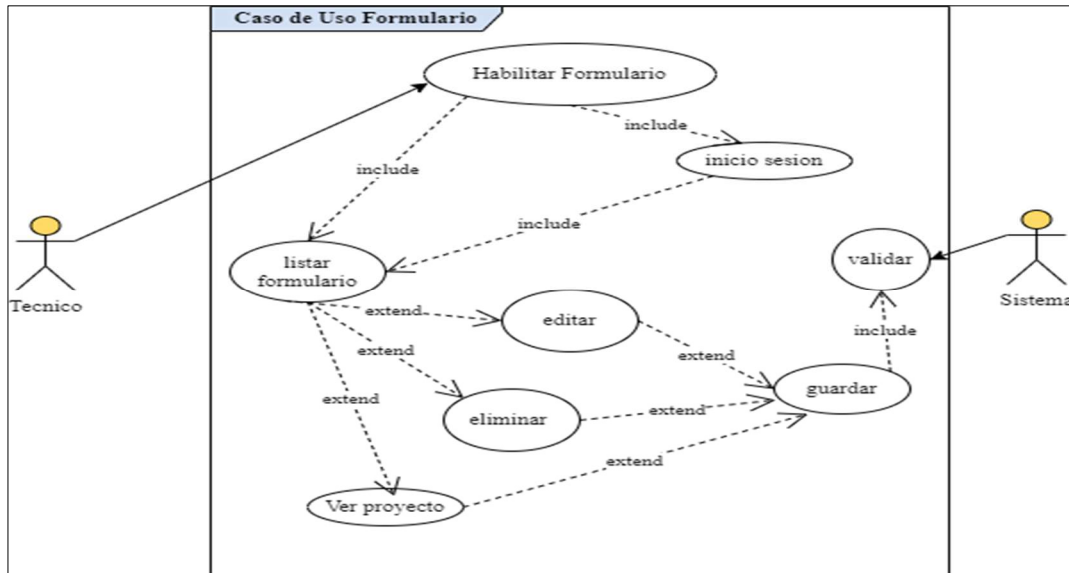 Caso de Uso Formulario
Habilitar Formulario
include
inicio sesion
include
include
listar
formulario
validar
Tecnico
Sistema
extend
editar
include
extend
extend
guardar
extend
eliminar
extend
extend
Ver proyecto